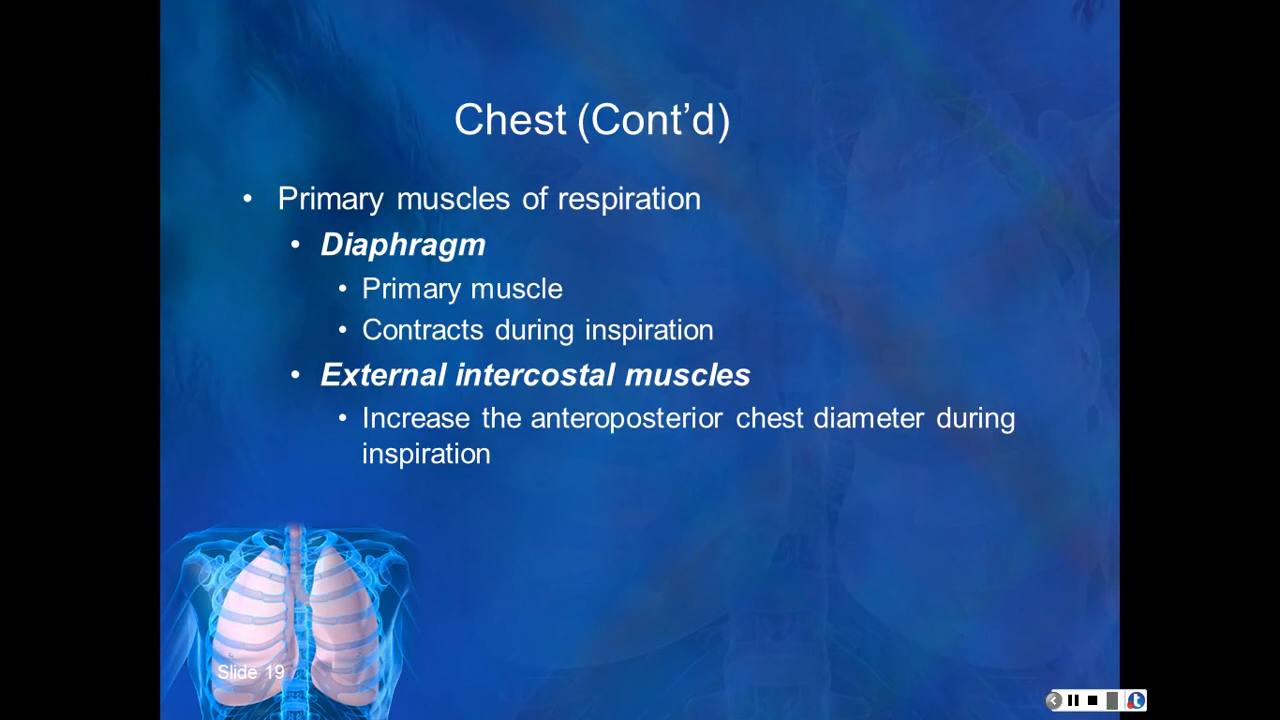 Chest (Cont’d)
• Primary muscles of respiration
• Diaphragm
• Primary muscle
• Contracts during inspiration
• External intercostal muscles
• Increase the anteroposterior chest diameter during
inspiration
Slide 19
t